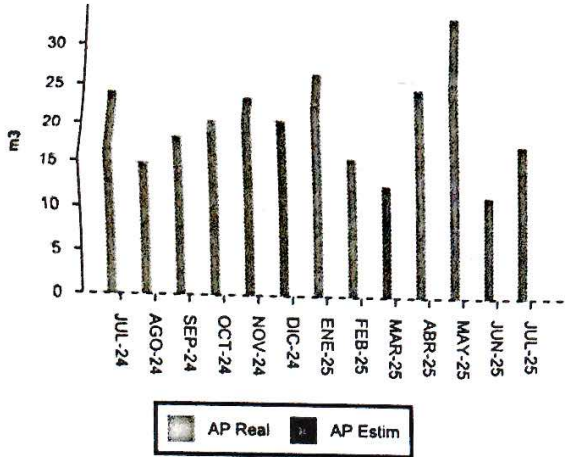 30
25
20
15
10
5
0
m3
JUL-24
AGO-24
SEP-24
OCT-24
NOV-24
DIC-24
ENE-25
FEB-25
MAR-25
ABR-25
MAY-25
JUN-25
JUL-25
AP Real
AP Estim